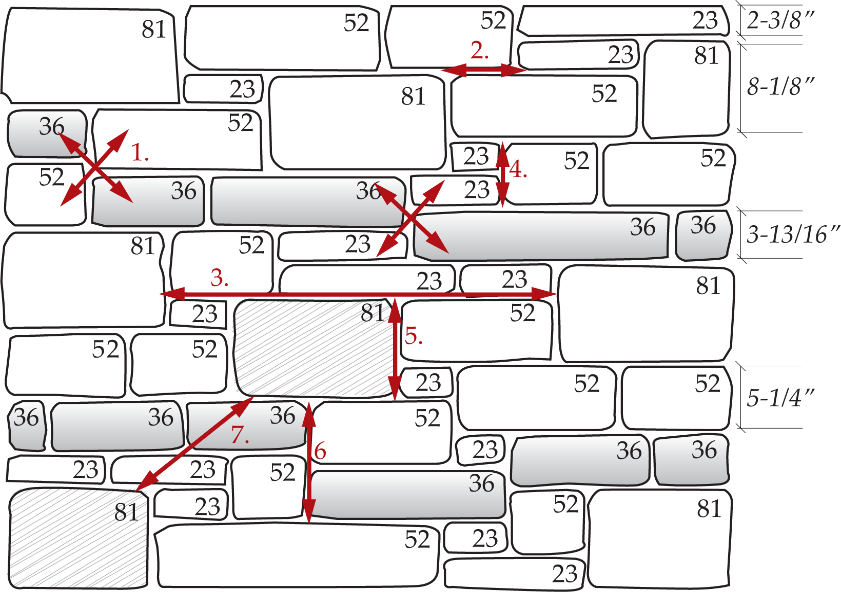 81 52 52 23 2-3/8”
2. 23 81
23 81 52 8-1/8”
36 52
1. 23 4. 52 52
52 36 36 23
36 36 3-13/16”
81 52 23
3. 23 23 81
23 81 5. 52
52 52
23 52 52 5-1/4”
36 36 36 52
7. 6 23 36 36
23 23 52
36
81 23 52 81
52 23
23